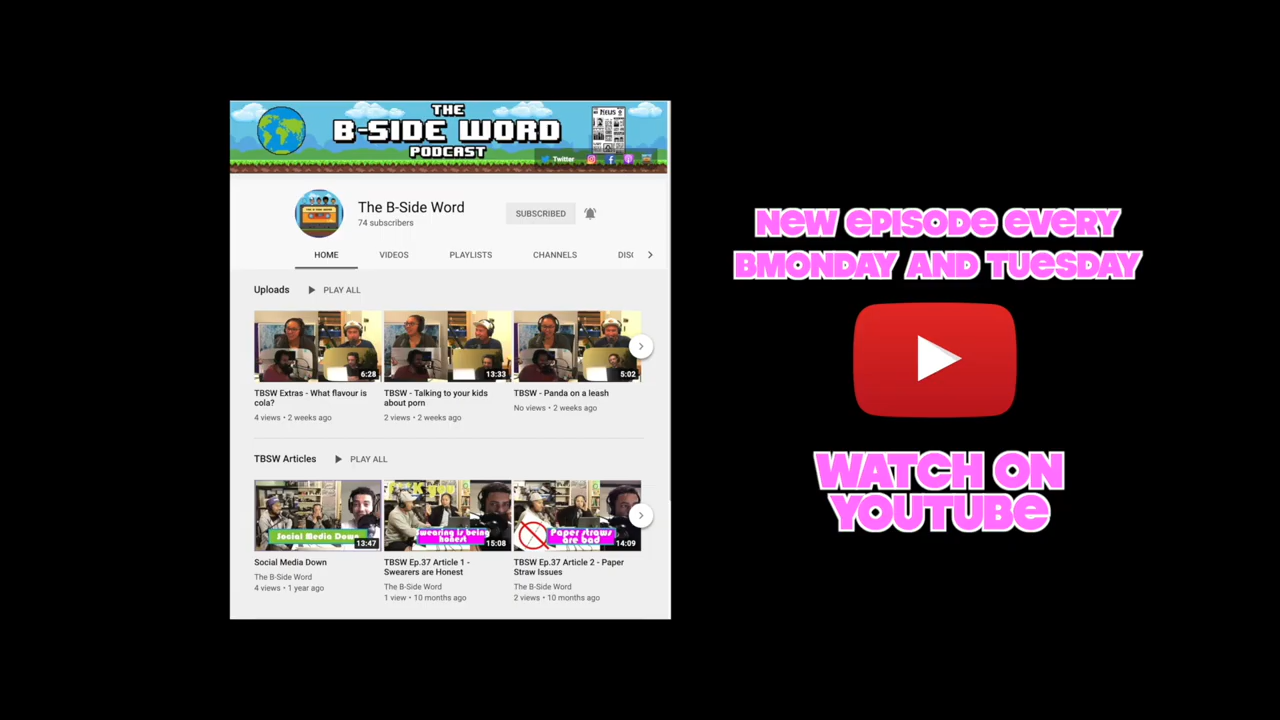 THE
B-SIDE WORD
PODCAST
NEWS
Twitter
The B-Side Word
74 subscribers
SUBSCRIBED
HOME
VIDEOS
PLAYLISTS
CHANNELS
DISC
Uploads
PLAY ALL
6:28
13:33
5:02
TBSW Extras - What flavour is
cola?
4 views • 2 weeks ago
TBSW - Talking to your kids
about porn
2 views • 2 weeks ago
TBSW - Panda on a leash
No views • 2 weeks ago
TBSW Articles
PLAY ALL
Social Media Down
13:47
Swearing is being
honest
15:08
Paper straws
are bad
14:09
Social Media Down
The B-Side Word
4 views • 1 year ago
TBSW Ep.37 Article 1 -
Swearers are Honest
The B-Side Word
1 view • 10 months ago
TBSW Ep.37 Article 2 - Paper
Straw Issues
The B-Side Word
2 views • 10 months ago
NEW EPISODE EVERY
BMONDAY AND TUESDAY
WATCH ON
YOUTUBE